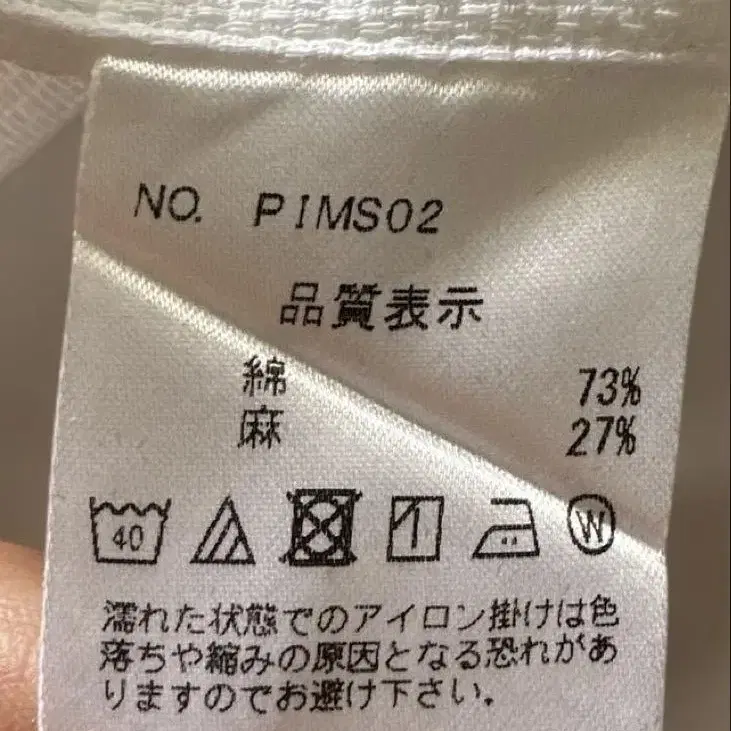 NO. PIMS02
品質表示
綿 73%
麻 27%
40 W
濡れた状態でのアイロン掛けは色
落ちや縮みの原因となる恐れがあ
りますのでお避け下さい。